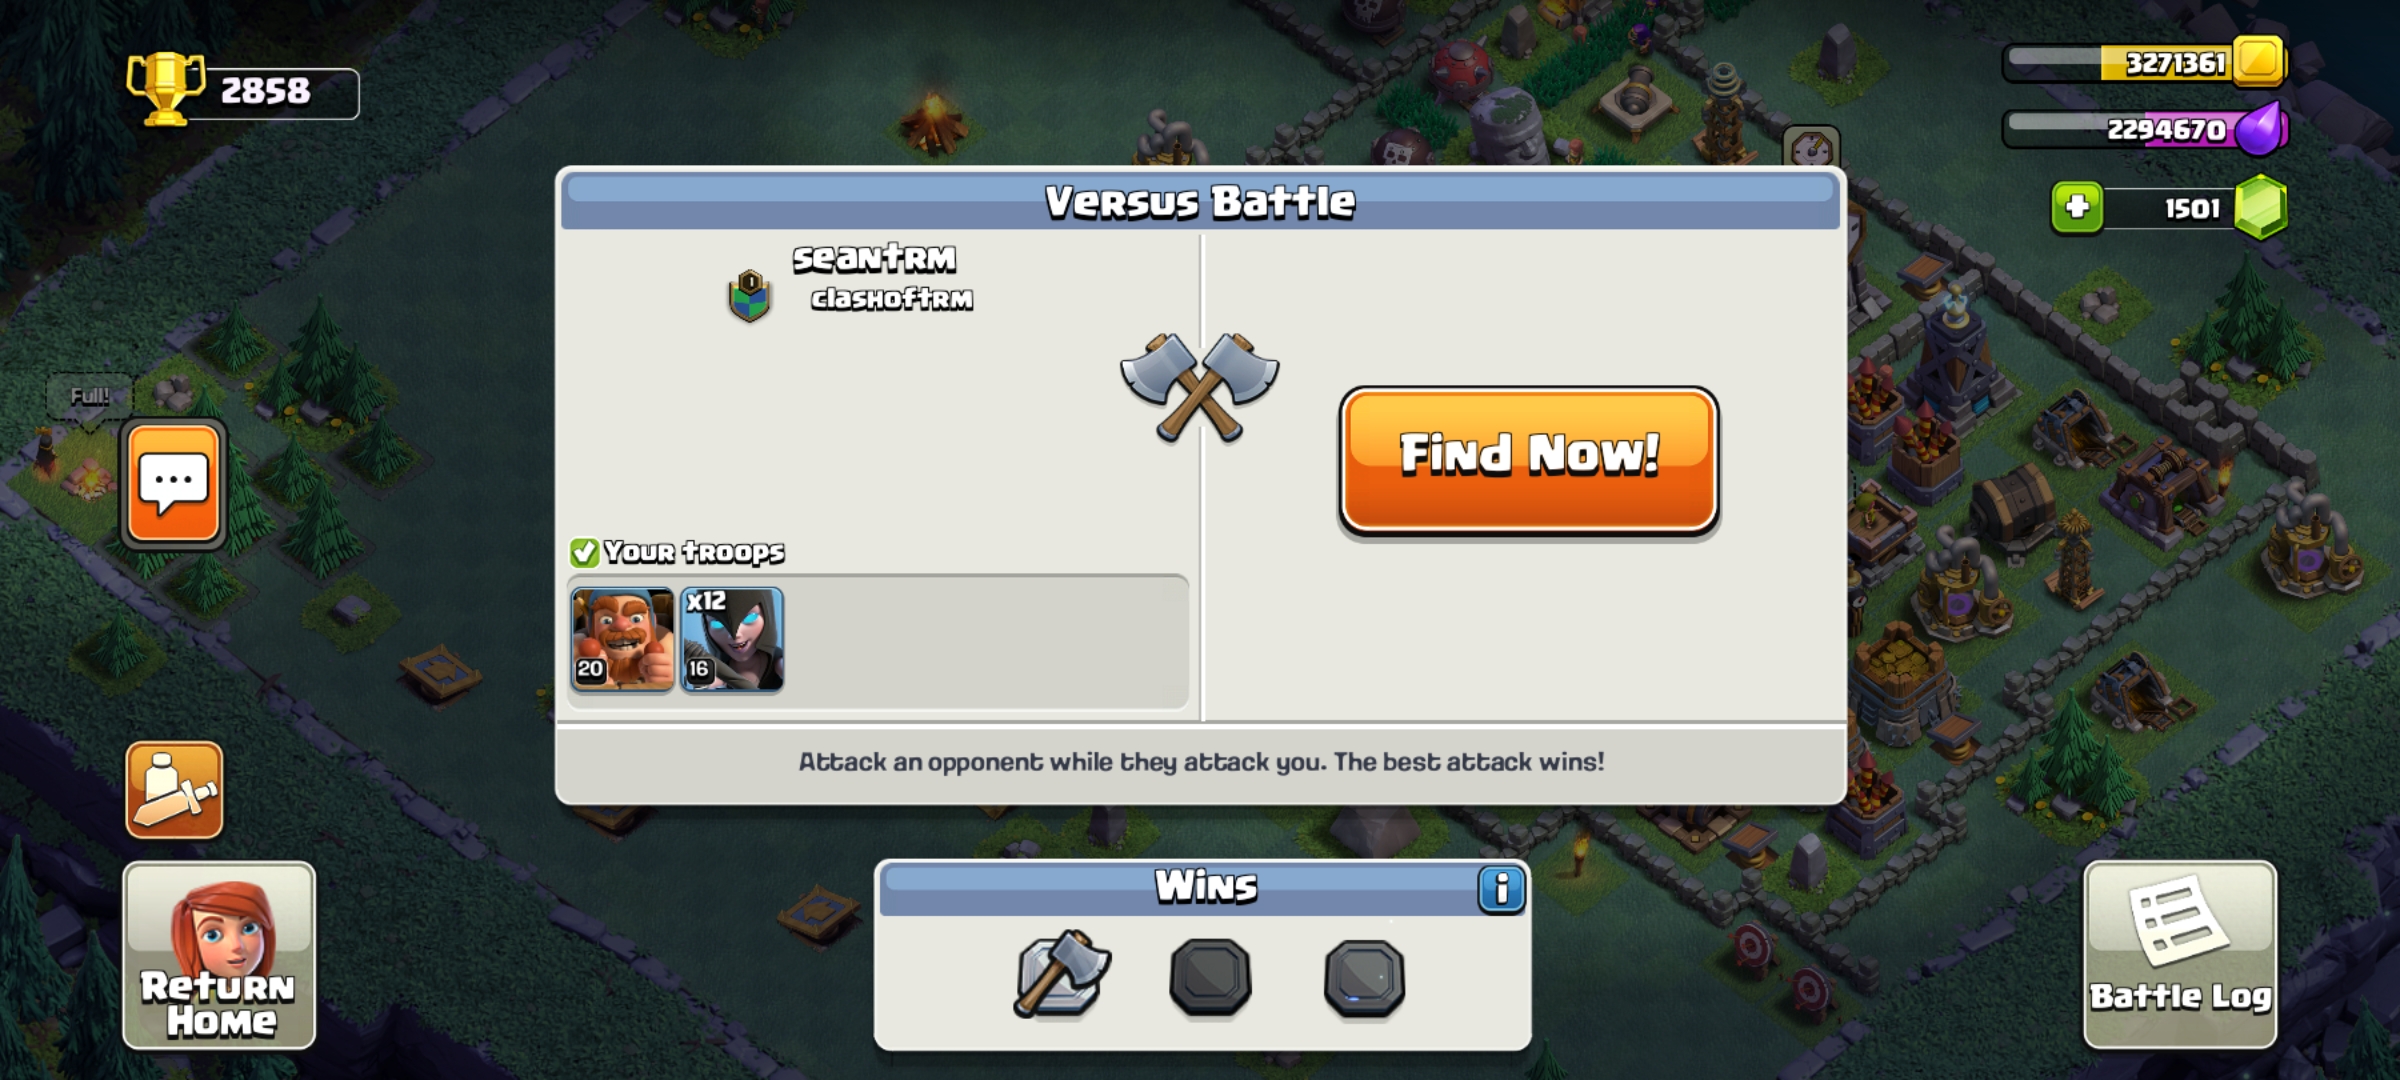 2858
3271361
2294670
1501
Versus Battle
seantrm
1
clashoftrm
Full!
Find Now!
Your troops
x12
20
16
Attack an opponent while they attack you. The best attack wins!
Wins
i
Return
Home
Battle Log